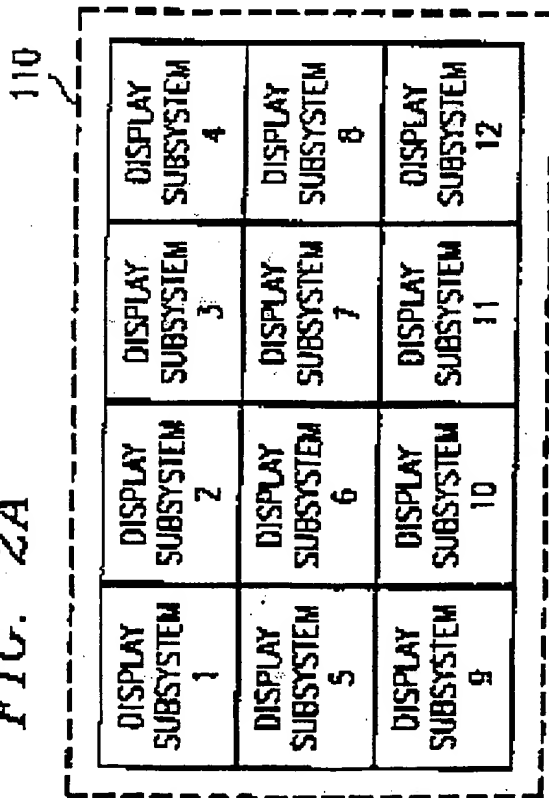 FIG. 2A
110
DISPLAY
SUBSYSTEM
1
DISPLAY
SUBSYSTEM
2
DISPLAY
SUBSYSTEM
3
DISPLAY
SUBSYSTEM
4
DISPLAY
SUBSYSTEM
5
DISPLAY
SUBSYSTEM
6
DISPLAY
SUBSYSTEM
7
DISPLAY
SUBSYSTEM
8
DISPLAY
SUBSYSTEM
9
DISPLAY
SUBSYSTEM
10
DISPLAY
SUBSYSTEM
11
DISPLAY
SUBSYSTEM
12